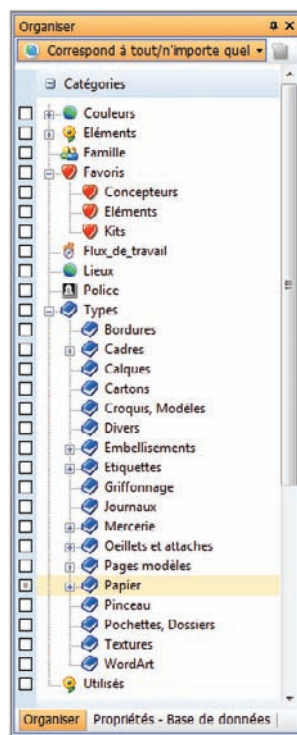 Organiser
Correspond à tout/n'importe quel
Catégories
Couleurs
Eléments
Famille
Favoris
Concepteurs
Eléments
Kits
Flux_de_travail
Lieux
Police
Types
Bordures
Cadres
Calques
Cartons
Croquis, Modèles
Divers
Embellisements
Etiquettes
Griffonnage
Journaux
Mercerie
Oeillets et attaches
Pages modèles
Papier
Pinceau
Pochettes, Dossiers
Textures
WordArt
Utilisés
Organiser Propriétés - Base de données